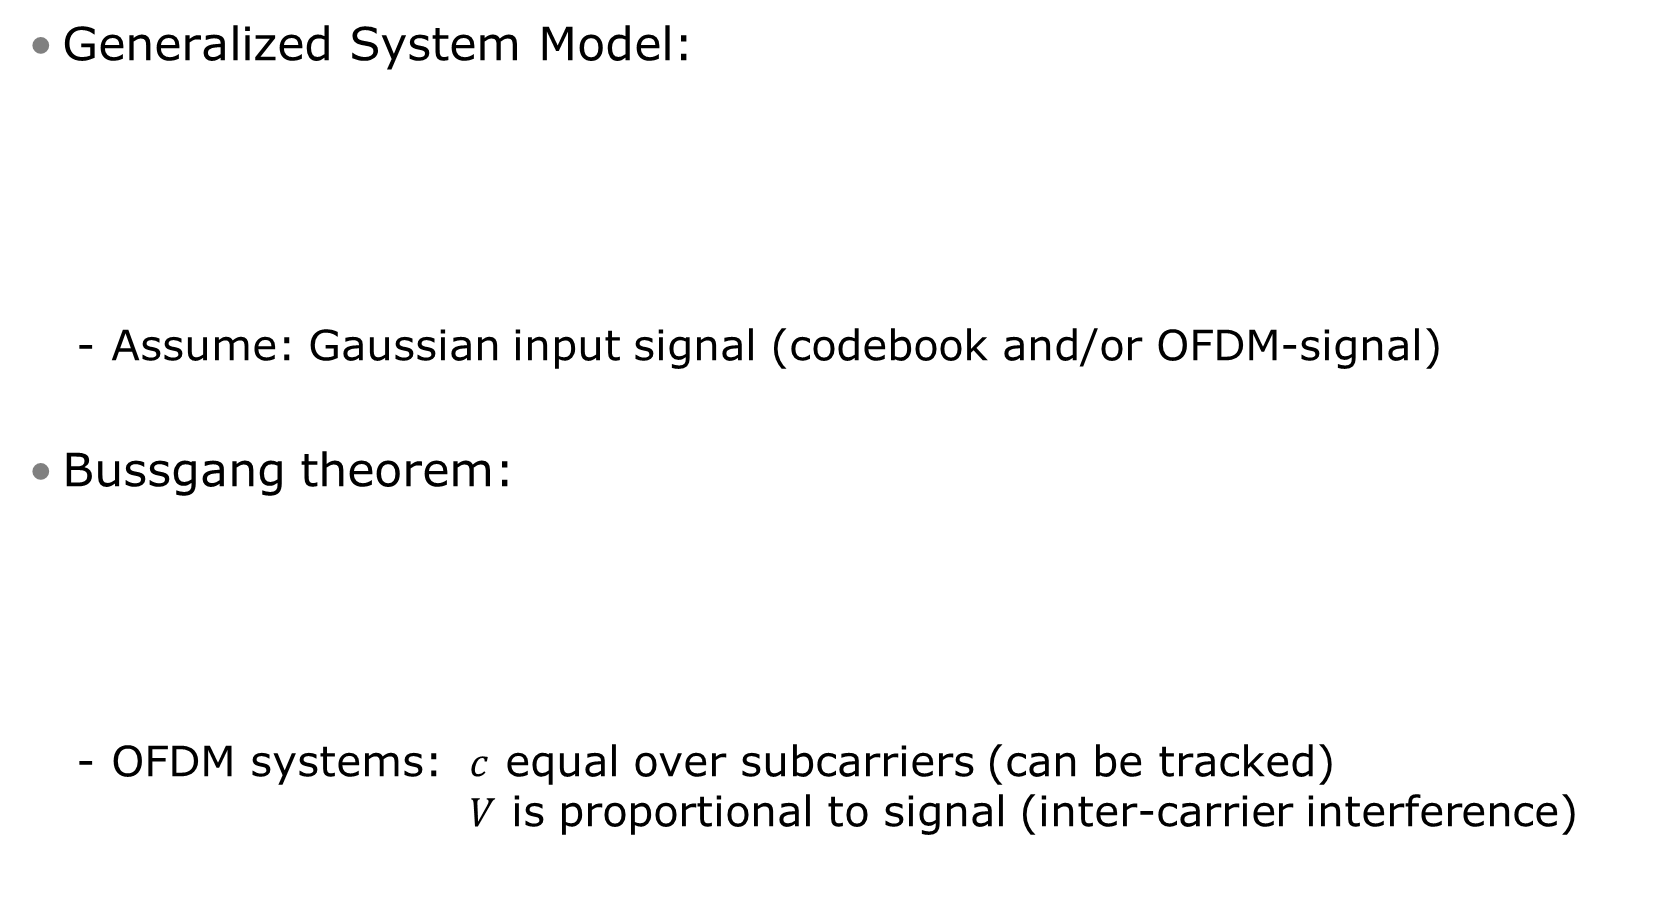 • Generalized System Model:
- Assume: Gaussian input signal (codebook and/or OFDM-signal)
• Bussgang theorem:
- OFDM systems: c equal over subcarriers (can be tracked)
V is proportional to signal (inter-carrier interference)